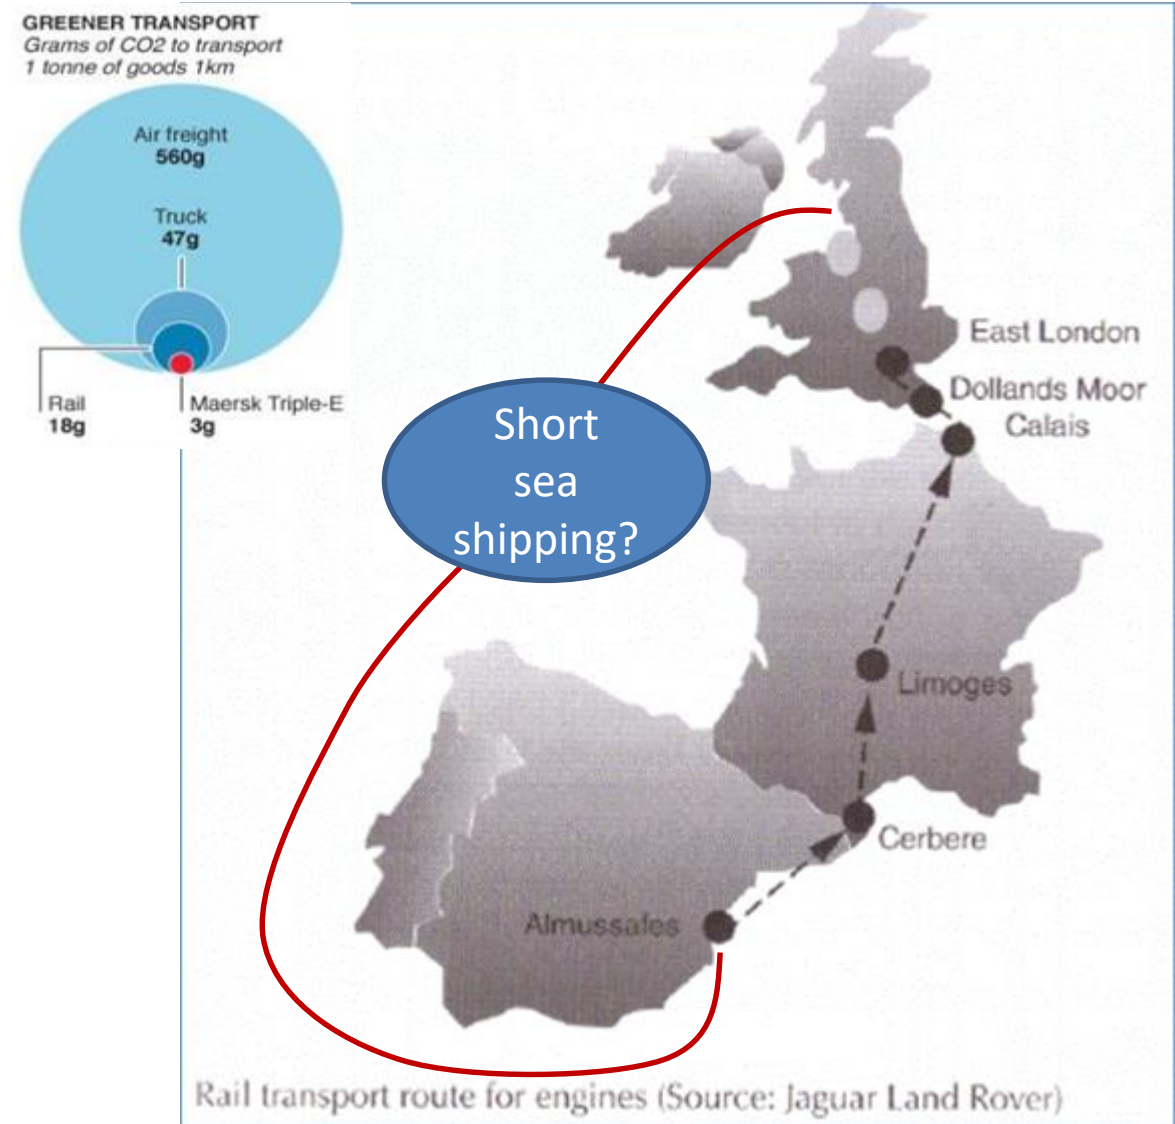 GREENER TRANSPORT
Grams of CO2 to transport
1 tonne of goods 1km
Air freight
560g
Truck
47g
Rail
18g
Maersk Triple-E
3g
Short
sea
shipping?
East London
Dollands Moor
Calais
Limoges
Cerbere
Almussafes
Rail transport route for engines (Source: Jaguar Land Rover)